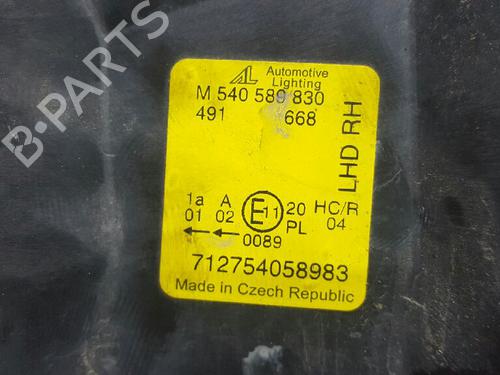 B-PARTS
AL Automotive
Lighting
M 540 589 830
491 668
LHD RH
1a A E11 20 HC/R
01 02 PL 04
0089
712754058983
Made in Czech Republic